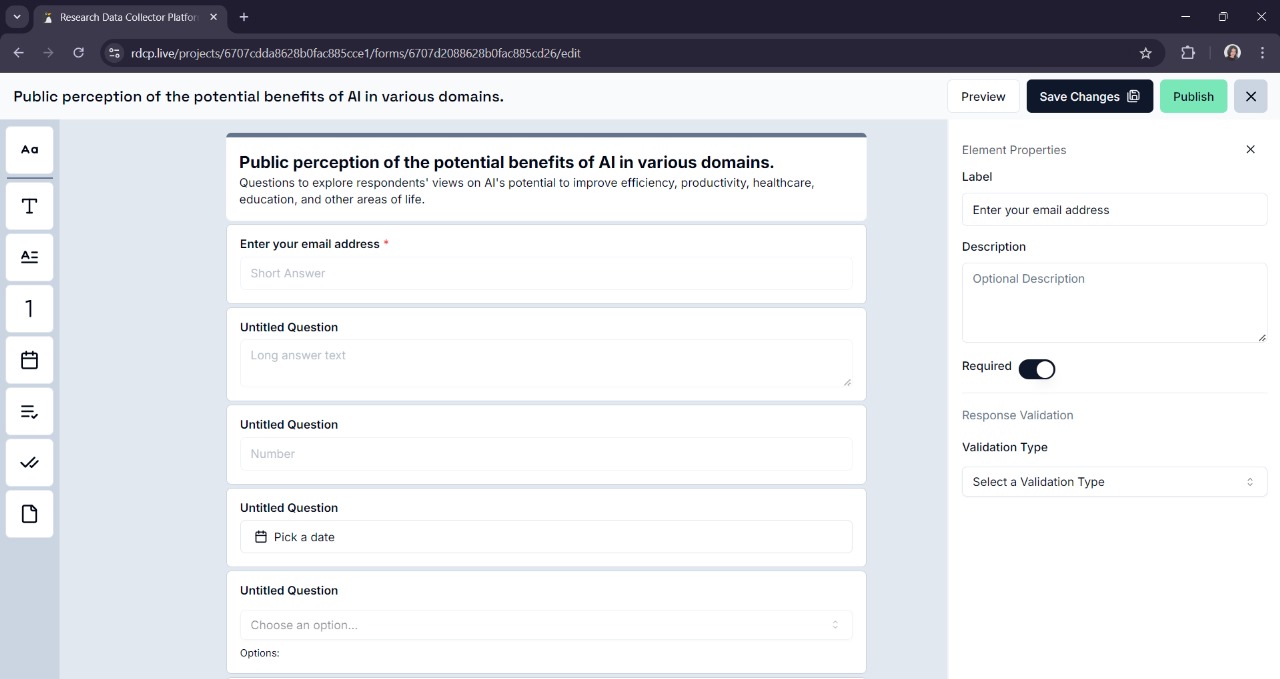 Research Data Collector Platfor
rdcp.live/projects/6707cdda8628b0fac885cce1/forms/6707d2088628b0fac885cd26/edit
Public perception of the potential benefits of AI in various domains.
Preview
Save Changes
Publish
Aa
T
A
1
Public perception of the potential benefits of AI in various domains.
Questions to explore respondents' views on AI's potential to improve efficiency, productivity, healthcare,
education, and other areas of life.
Enter your email address *
Short Answer
Untitled Question
Long answer text
Untitled Question
Number
Untitled Question
Pick a date
Untitled Question
Choose an option...
Options:
Element Properties
Label
Enter your email address
Description
Optional Description
Required
Response Validation
Validation Type
Select a Validation Type